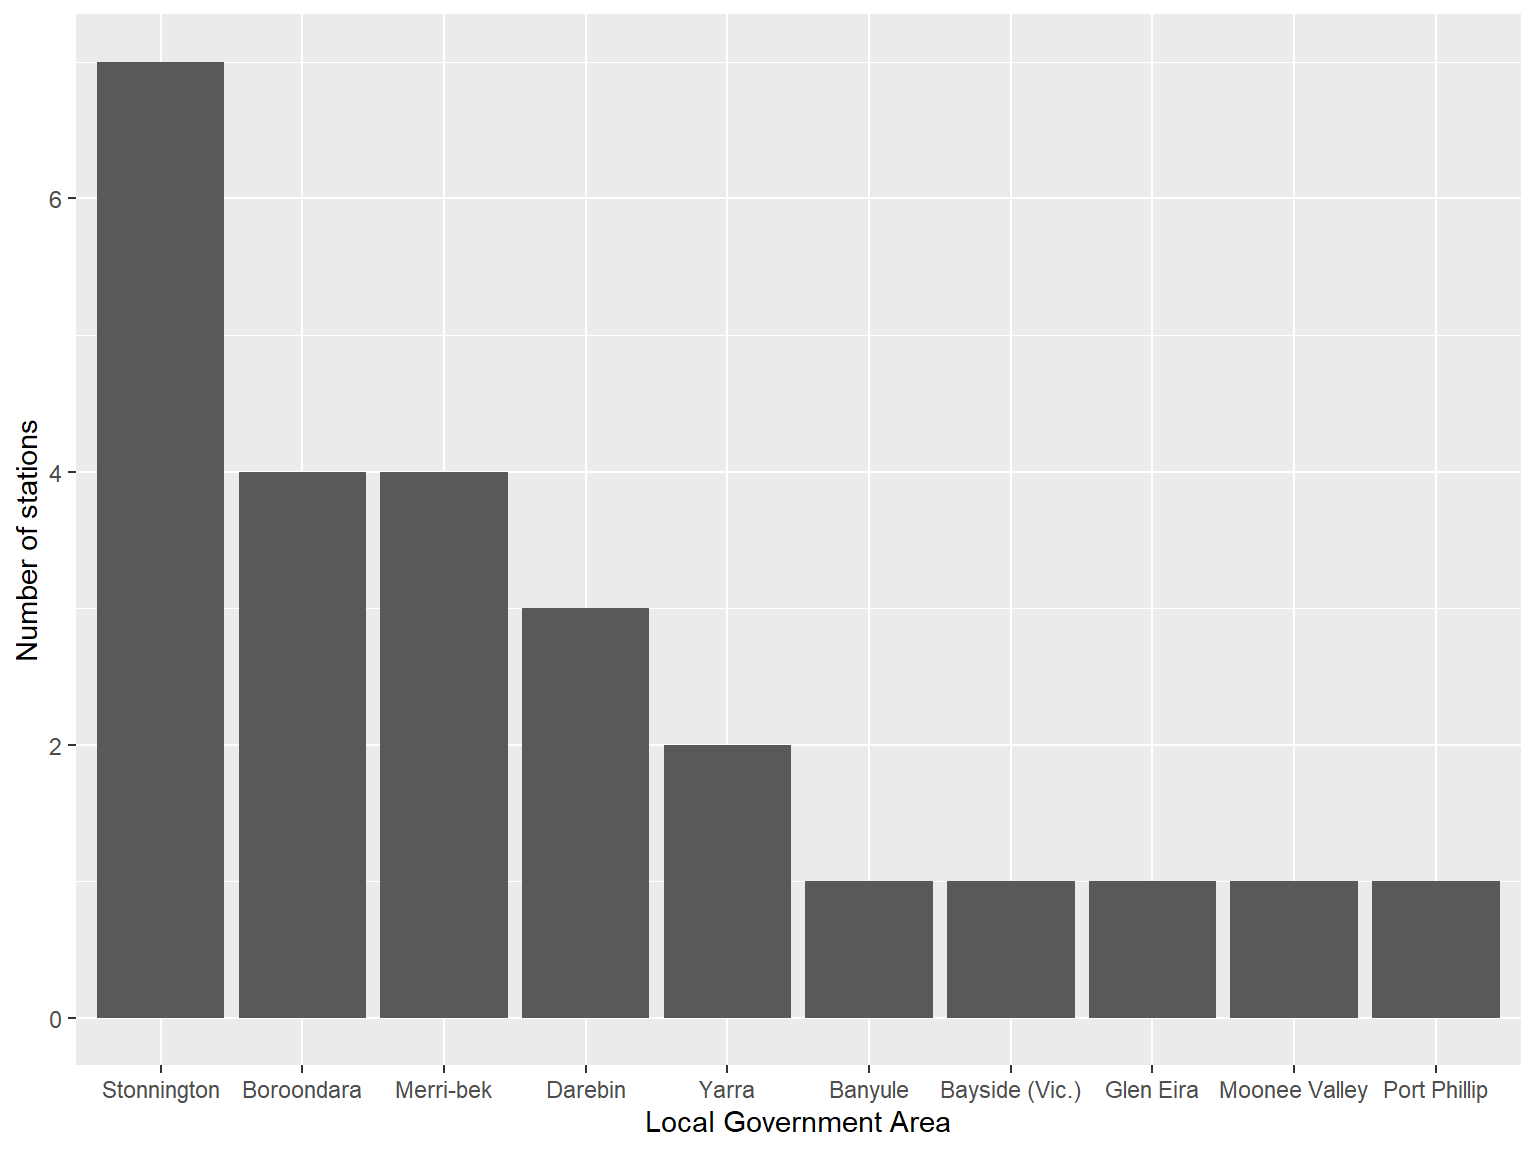 Number of stations
6
4
2
0
Stonnington Boroondara Merri-bek Darebin Yarra Banyule Bayside (Vic.) Glen Eira Moonee Valley Port Phillip
Local Government Area